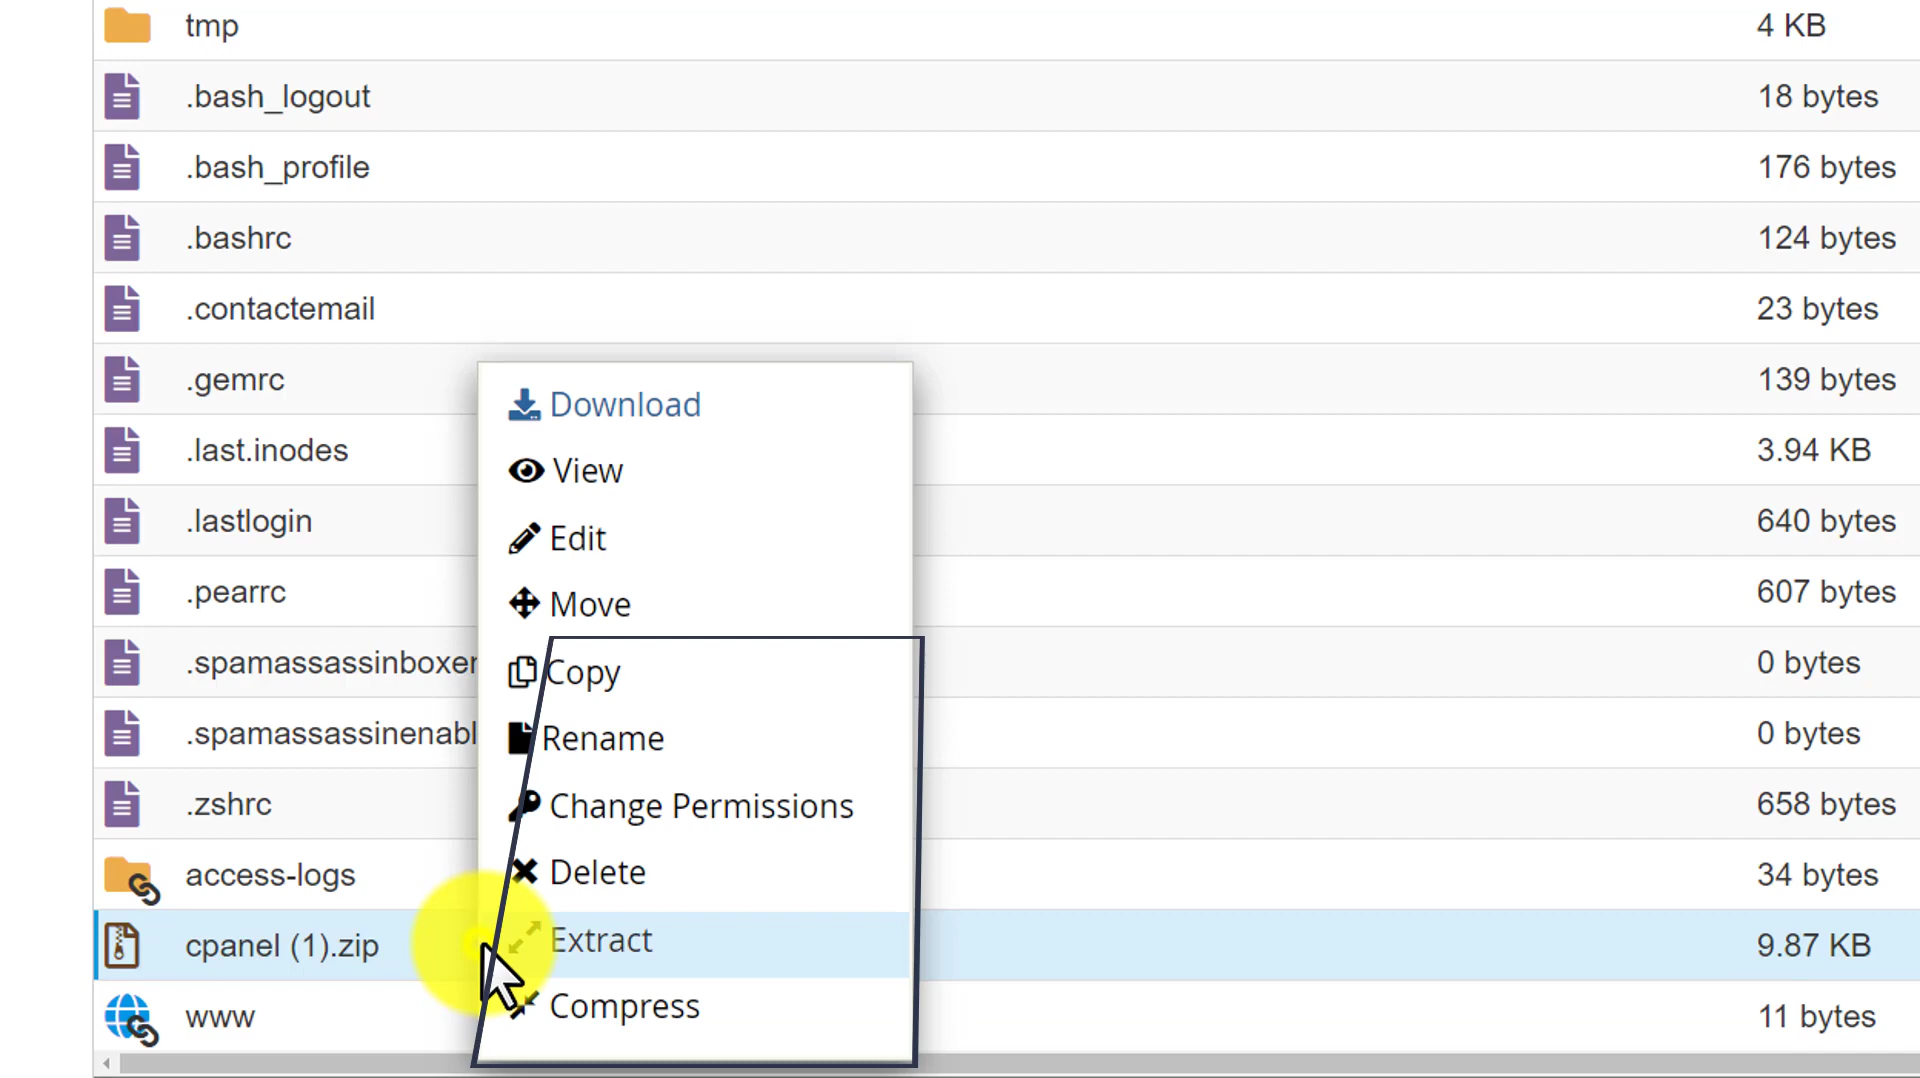 tmp 4 KB
.bash_logout 18 bytes
.bash_profile 176 bytes
.bashrc 124 bytes
.contactemail 23 bytes
.gemrc 139 bytes
.last.inodes 3.94 KB
.lastlogin 640 bytes
.pearrc 607 bytes
.spamassassinboxer 0 bytes
.spamassassinenabl 0 bytes
.zshrc 658 bytes
access-logs 34 bytes
cpanel (1).zip 9.87 KB
www 11 bytes
Download
View
Edit
Move
Copy
Rename
Change Permissions
Delete
Extract
Compress